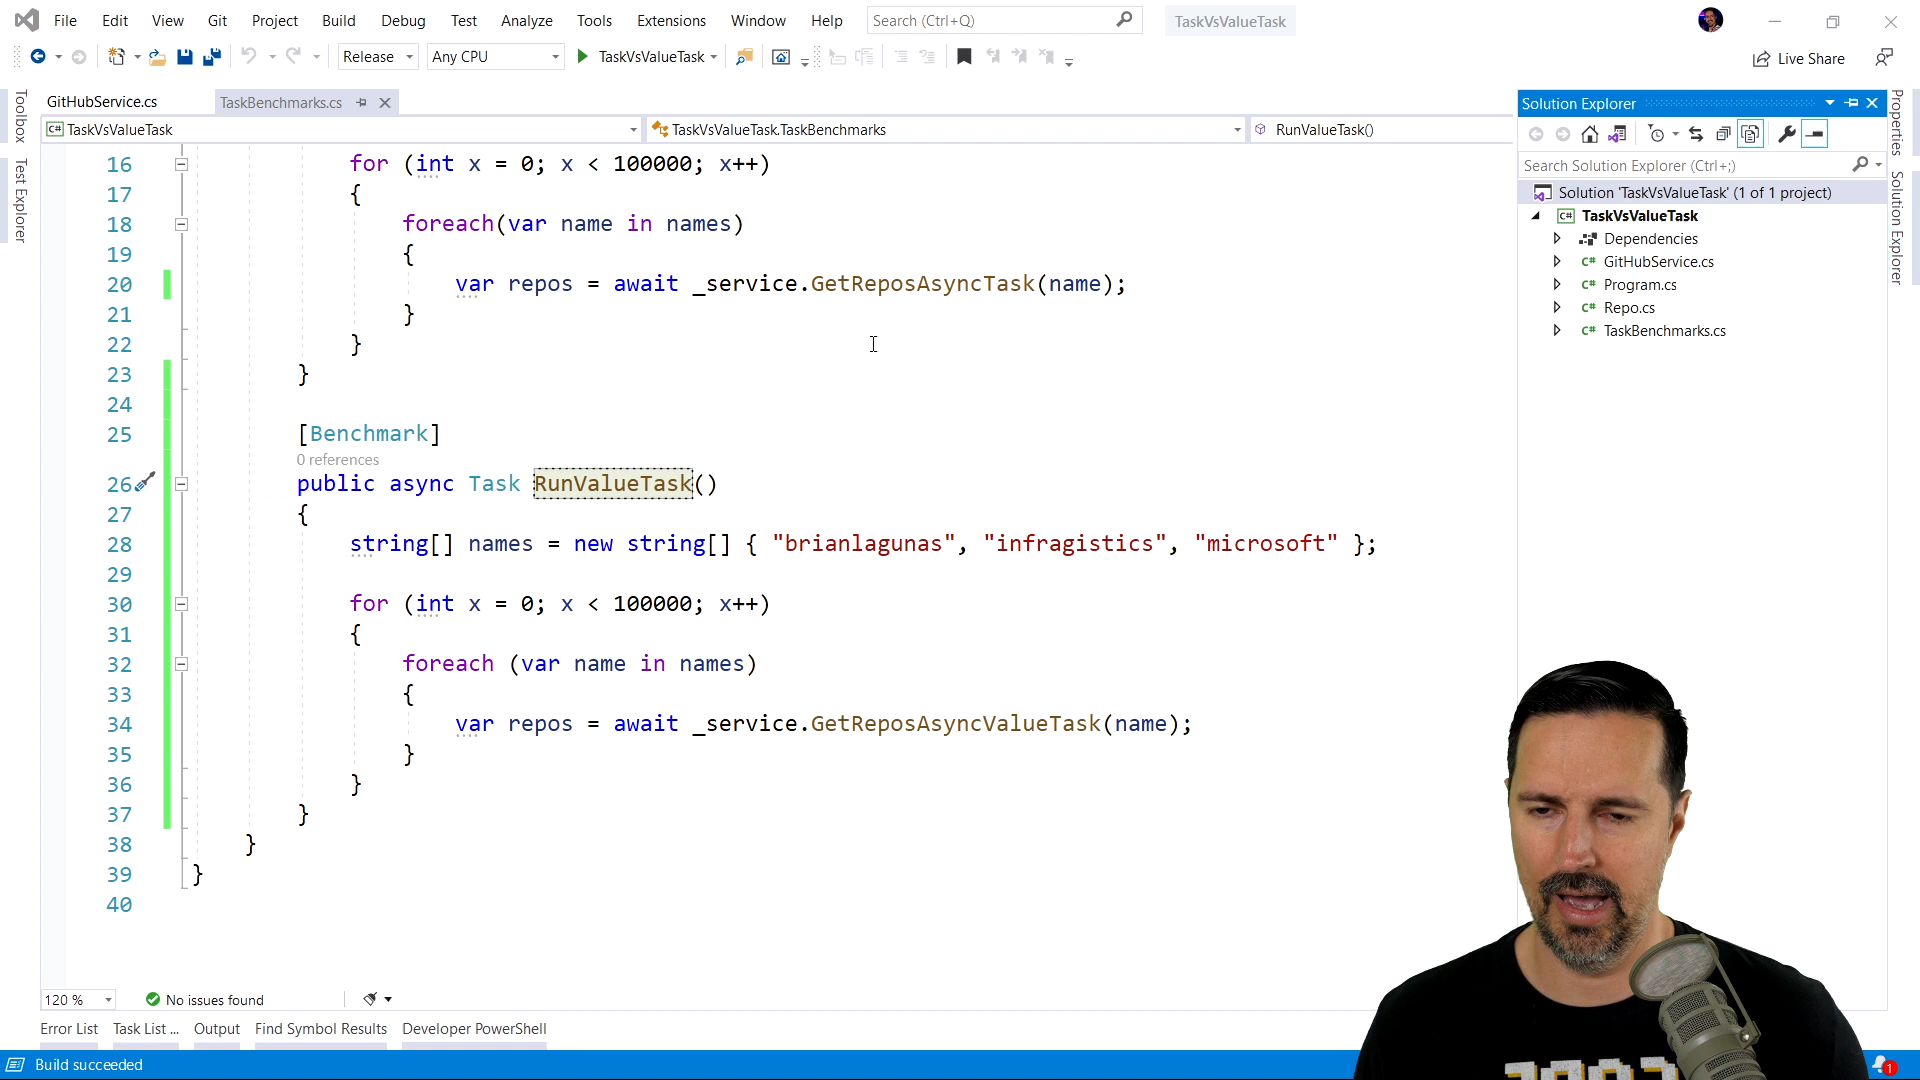 File Edit View Git Project Build Debug Test Analyze Tools Extensions Window Help Search (Ctrl+Q) TaskVsValueTask
Release Any CPU TaskVsValueTask Live Share
Toolbox
Test Explorer
GitHubService.cs TaskBenchmarks.cs
C# TaskVsValueTask TaskVsValueTask.TaskBenchmarks RunValueTask()
16 for (int x = 0; x < 100000; x++)
17 {
18 foreach(var name in names)
19 {
20 var repos = await _service.GetReposAsyncTask(name);
21 }
22 }
23 }
24
25 [Benchmark]
0 references
26 public async Task RunValueTask()
27 {
28 string[] names = new string[] { "brianlagunas", "infragistics", "microsoft" };
29
30 for (int x = 0; x < 100000; x++)
31 {
32 foreach (var name in names)
33 {
34 var repos = await _service.GetReposAsyncValueTask(name);
35 }
36 }
37 }
38 }
39 }
40
120 % No issues found
Error List Task List ... Output Find Symbol Results Developer PowerShell
Build succeeded
Solution Explorer
Search Solution Explorer (Ctrl+;)
Solution 'TaskVsValueTask' (1 of 1 project)
C# TaskVsValueTask
Dependencies
C# GitHubService.cs
C# Program.cs
C# Repo.cs
C# TaskBenchmarks.cs
Properties
Solution Explorer
1